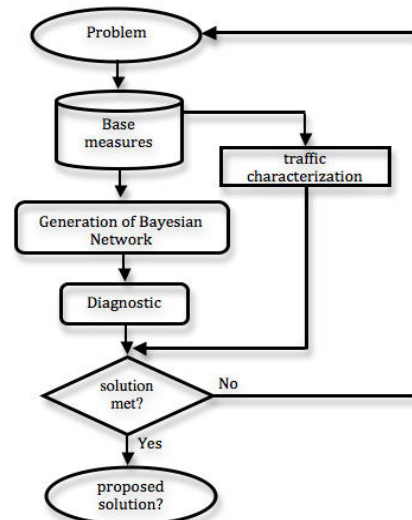 Problem
Base
measures
traffic
characterization
Generation of Bayesian
Network
Diagnostic
solution
met?
No
Yes
proposed
solution?